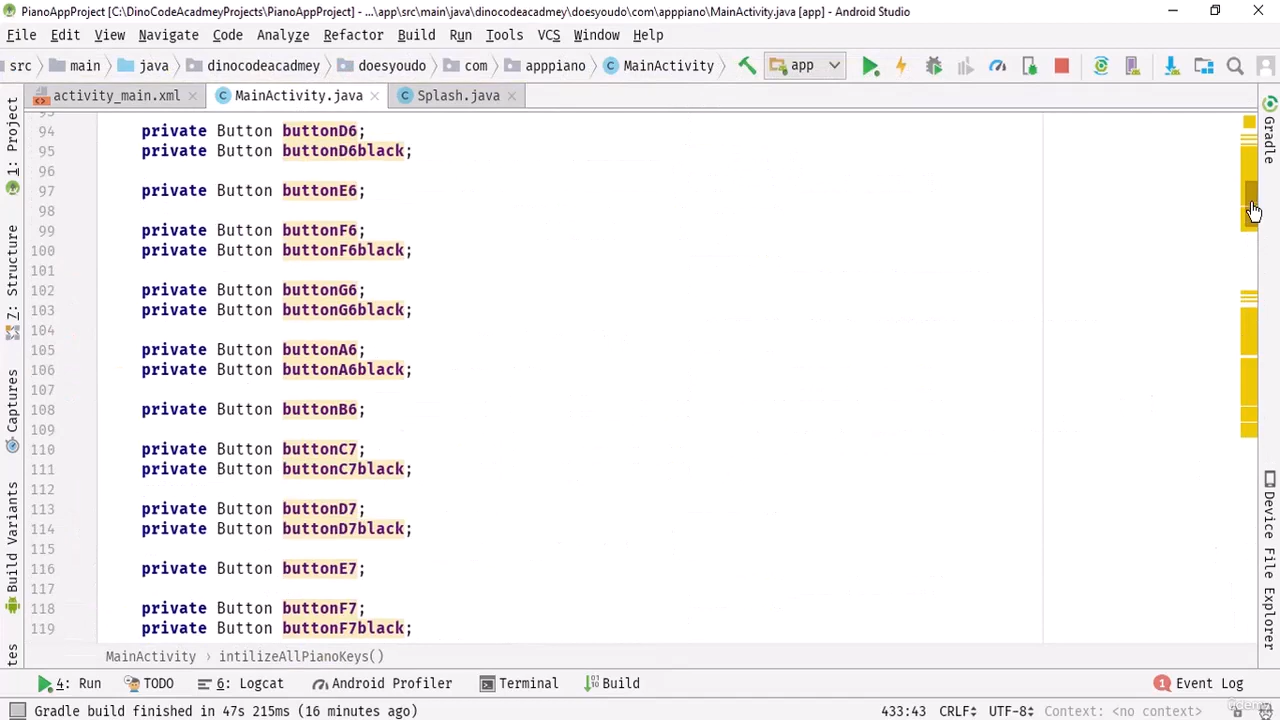 PianoAppProject [C:\DinoCodeAcadmeyProjects\PianoAppProject] - ...\app\src\main\java\dinocodeacadmey\doesyoudo\com\apppiano\MainActivity.java [app] - Android Studio
File Edit View Navigate Code Analyze Refactor Build Run Tools VCS Window Help
src main java dinocodeacadmey doesyoudo com apppiano MainActivity app
activity_main.xml MainActivity.java Splash.java
1: Project
Z: Structure
Captures
Build Variants
tes
94 private Button buttonD6;
95 private Button buttonD6black;
96
97 private Button buttonE6;
98
99 private Button buttonF6;
100 private Button buttonF6black;
101
102 private Button buttonG6;
103 private Button buttonG6black;
104
105 private Button buttonA6;
106 private Button buttonA6black;
107
108 private Button buttonB6;
109
110 private Button buttonC7;
111 private Button buttonC7black;
112
113 private Button buttonD7;
114 private Button buttonD7black;
115
116 private Button buttonE7;
117
118 private Button buttonF7;
119 private Button buttonF7black;
Gradle
Device File Explorer
MainActivity › intilizeAllPianoKeys()
4: Run TODO 6: Logcat Android Profiler Terminal Build 1 Event Log
Gradle build finished in 47s 215ms (16 minutes ago) 433:43 CRLF UTF-8 Context: <no context>